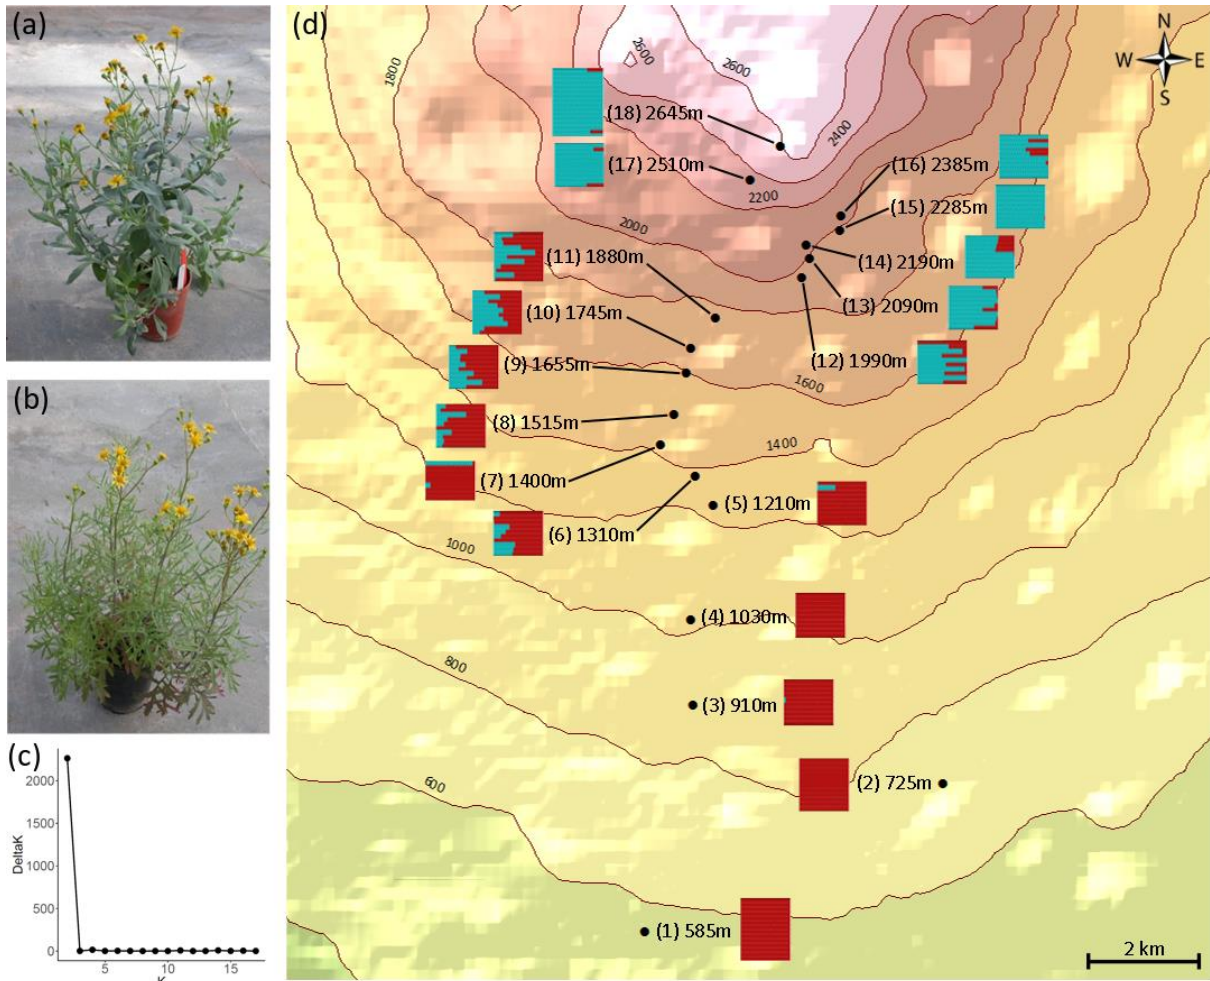 (a)
(b)
(c)
2000
1500
1000
500
0
DeltaK
5
10
15
K
(d)
N
W
E
S
1800
2600
2600
2400
2200
2000
1600
1400
1000
800
600
(18) 2645m
(17) 2510m
(16) 2385m
(15) 2285m
(14) 2190m
(13) 2090m
(12) 1990m
(11) 1880m
(10) 1745m
(9) 1655m
(8) 1515m
(7) 1400m
(6) 1310m
(5) 1210m
(4) 1030m
(3) 910m
(2) 725m
(1) 585m
2 km